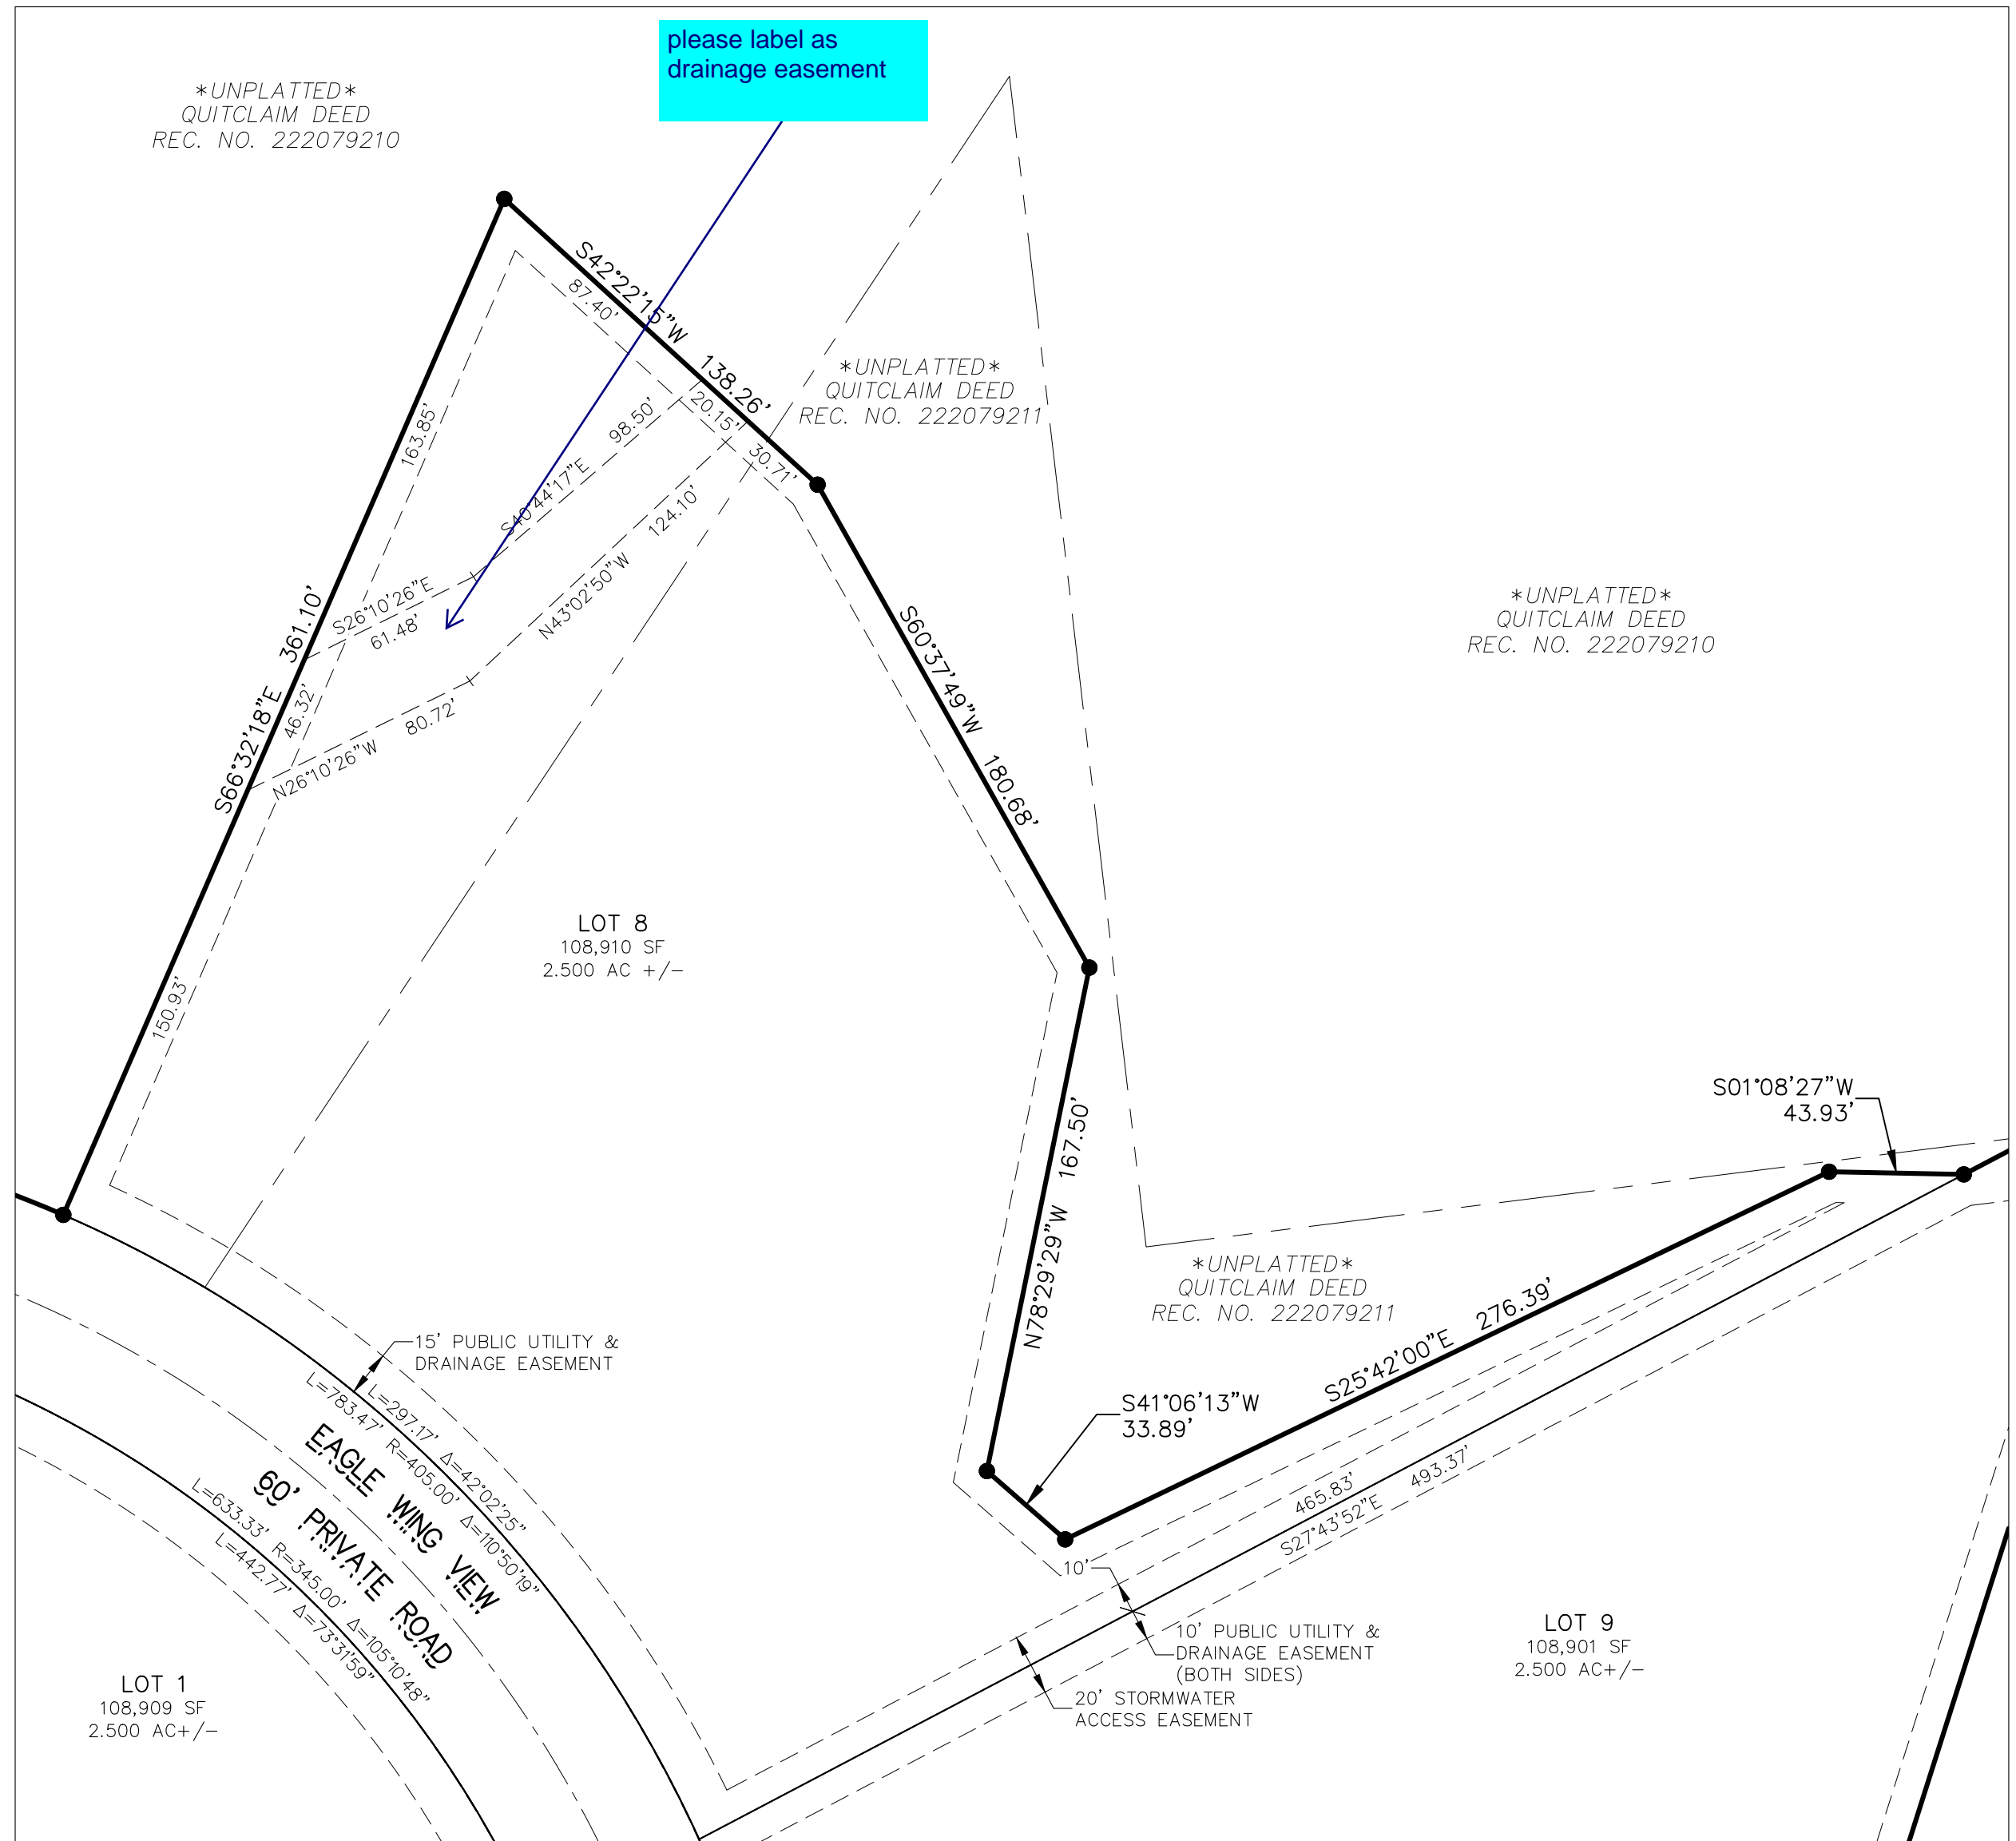 please label as
drainage easement
*UNPLATTED*
QUITCLAIM DEED
REC. NO. 222079210
S42°22'15"W 138.26'
87.40'
20.15'
30.71'
*UNPLATTED*
QUITCLAIM DEED
REC. NO. 222079211
163.85'
98.50'
S40°44'17"E
124.10'
N43°02'50"W
S26°10'26"E
61.48'
S66°32'18"E 361.10'
46.32'
80.72'
N26°10'26"W
S60°37'49"W 180.68'
*UNPLATTED*
QUITCLAIM DEED
REC. NO. 222079210
LOT 8
108,910 SF
2.500 AC +/-
150.93'
N78°29'29"W 167.50'
S01°08'27"W
43.93'
*UNPLATTED*
QUITCLAIM DEED
REC. NO. 222079211
S25°42'00"E 276.39'
15' PUBLIC UTILITY &
DRAINAGE EASEMENT
S41°06'13"W
33.89'
L=297.17' Δ=42°02'25"
L=783.47' R=405.00' Δ=110°50'19"
EAGLE WING VIEW
60' PRIVATE ROAD
L=633.33' R=345.00' Δ=105°10'48"
L=442.77' Δ=73°31'59"
465.83'
493.37'
S27°43'52"E
10'
10' PUBLIC UTILITY &
DRAINAGE EASEMENT
(BOTH SIDES)
20' STORMWATER
ACCESS EASEMENT
LOT 9
108,901 SF
2.500 AC+/-
LOT 1
108,909 SF
2.500 AC+/-